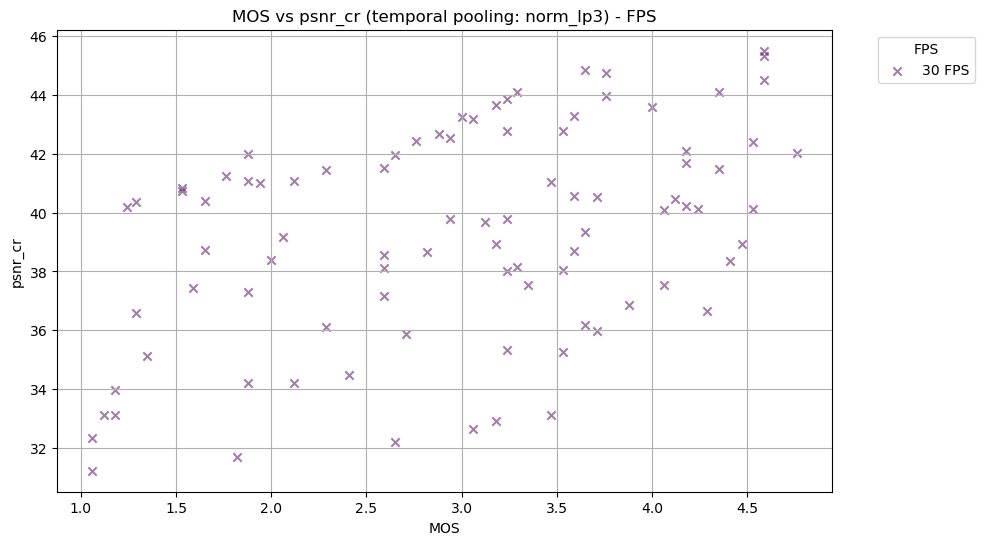 MOS vs psnr_cr (temporal pooling: norm_lp3) - FPS
FPS
30 FPS
46
44
42
40
38
36
34
32
psnr_cr
1.0 1.5 2.0 2.5 3.0 3.5 4.0 4.5
MOS